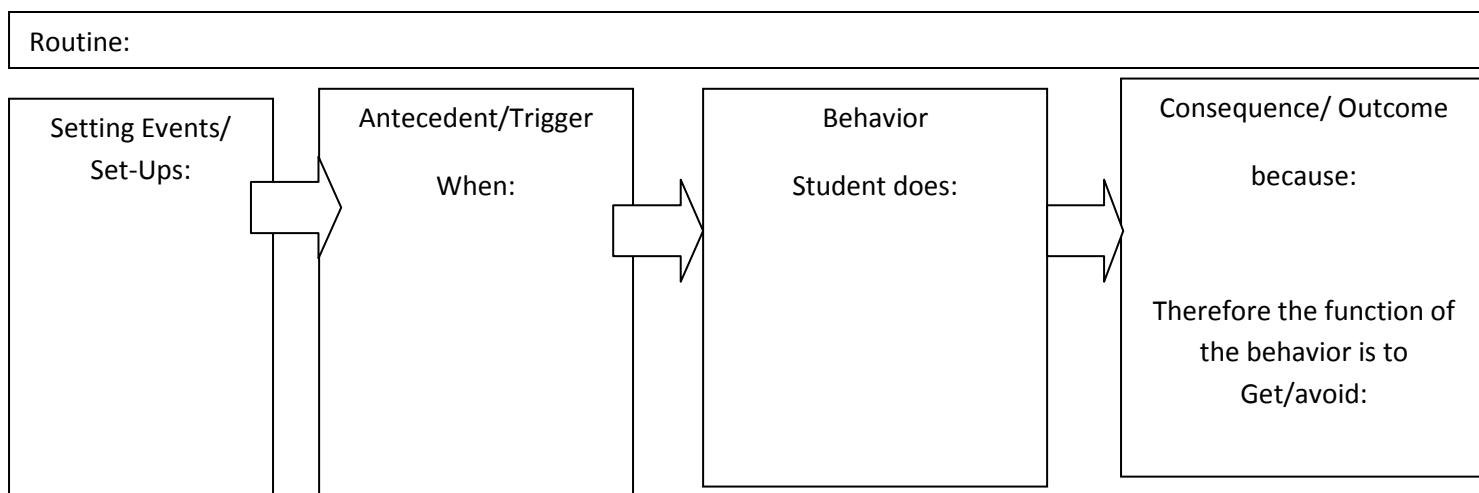 Routine:
Setting Events/
Set-Ups:
Antecedent/Trigger
When:
Behavior
Student does:
Consequence/ Outcome
because:
Therefore the function of
the behavior is to
Get/avoid: